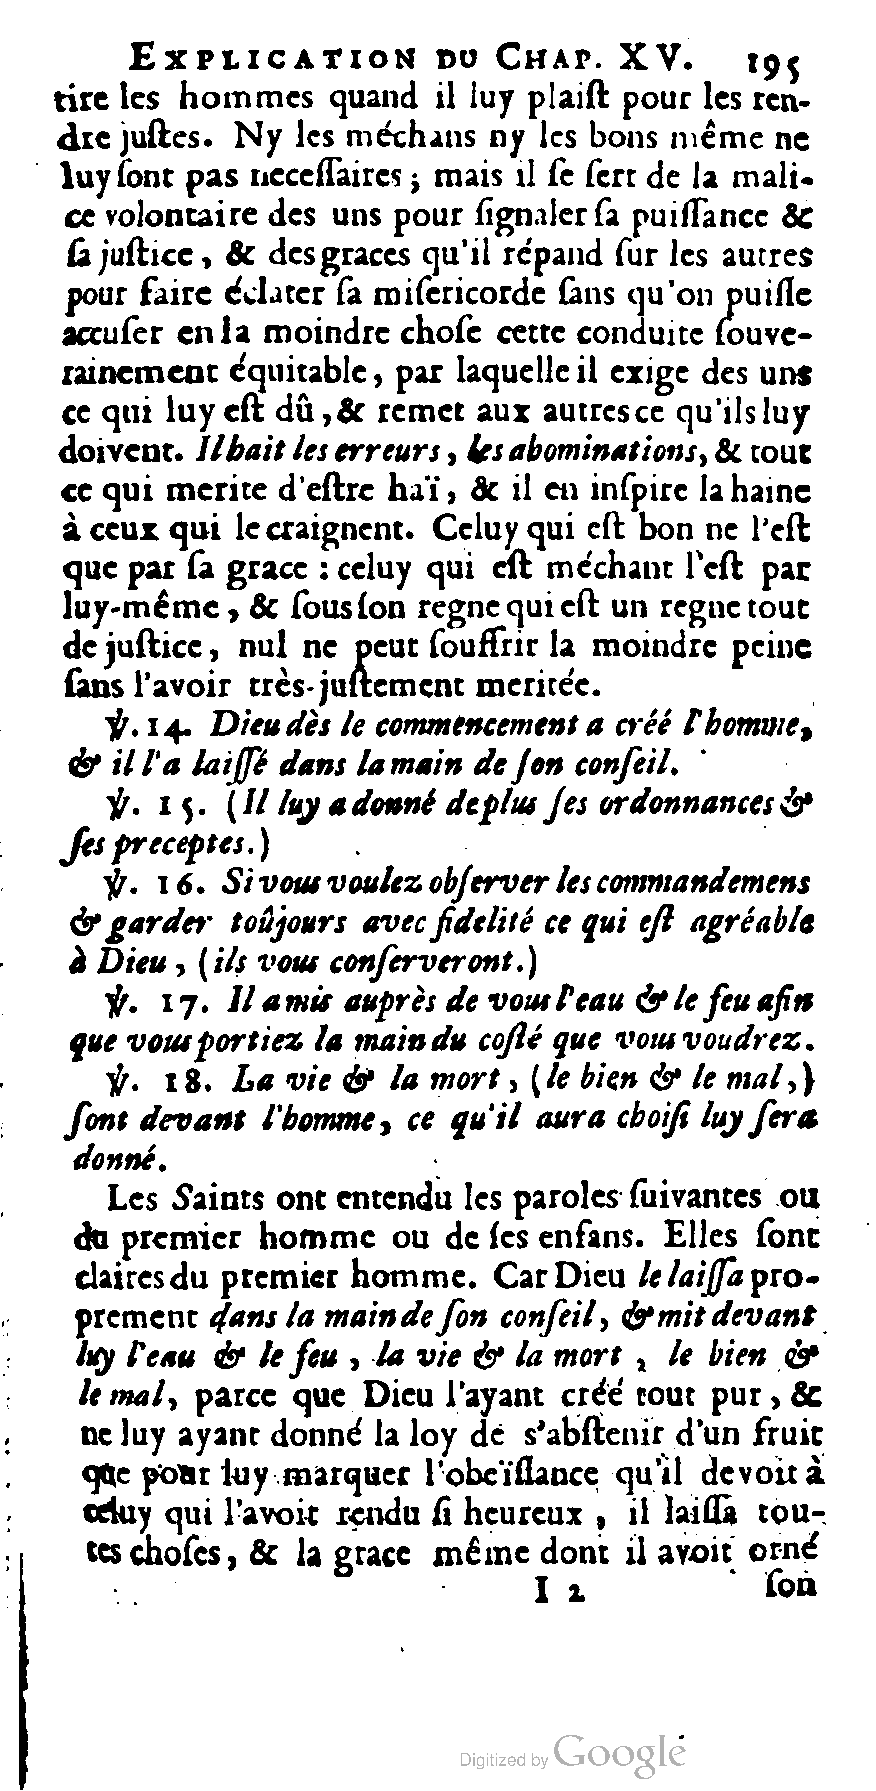 EXPLICATION DU CHAP. XV. 195
tire les hommes quand il luy plaiſt pour les ren-
dre juſtes. Ny les méchans ny les bons même ne
luy ſont pas neceſſaires; mais il ſe ſert de la mali-
ce volontaire des uns pour ſignaler ſa puiſſance &
ſa juſtice, & des graces qu'il répand ſur les autres
pour faire éclater ſa miſericorde ſans qu'on puiſſe
accuſer en la moindre choſe cette conduite ſouve-
rainement équitable, par laquelle il exige des uns
ce qui luy eſt dû, & remet aux autres ce qu'ils luy
doivent. Il hait les erreurs, les abominations, & tout
ce qui merite d'eſtre haï, & il en inſpire la haine
à ceux qui le craignent. Celuy qui eſt bon ne l'eſt
que par ſa grace : celuy qui eſt méchant l'eſt par
luy-même, & ſous ſon regne qui eſt un regne tout
de juſtice, nul ne peut ſouffrir la moindre peine
ſans l'avoir très-juſtement meritée.
℣. 14. Dieu dès le commencement a créé l'homme,
& il l'a laiſſé dans la main de ſon conſeil.
℣. 15. (Il luy a donné de plus ſes ordonnances &
ſes preceptes.)
℣. 16. Si vous voulez obſerver les commandemens
& garder toûjours avec fidelité ce qui eſt agréable
à Dieu, (ils vous conſerveront.)
℣. 17. Il a mis auprès de vous l'eau & le feu afin
que vous portiez la main du coſté que vous voudrez.
℣. 18. La vie & la mort, (le bien & le mal,)
ſont devant l'homme, ce qu'il aura choiſi luy ſera
donné.
Les Saints ont entendu les paroles ſuivantes ou
du premier homme ou de ſes enfans. Elles ſont
claires du premier homme. Car Dieu le laiſſa pro-
prement dans la main de ſon conſeil, & mit devant
luy l'eau & le feu, la vie & la mort, le bien &
le mal, parce que Dieu l'ayant créé tout pur, &
ne luy ayant donné la loy de s'abſtenir d'un fruit
que pour luy marquer l'obeïſſance qu'il devoit à
celuy qui l'avoit rendu ſi heureux, il laiſſa tou-
tes choſes, & la grace même dont il avoit orné
I 2 ſon
Digitized by Google